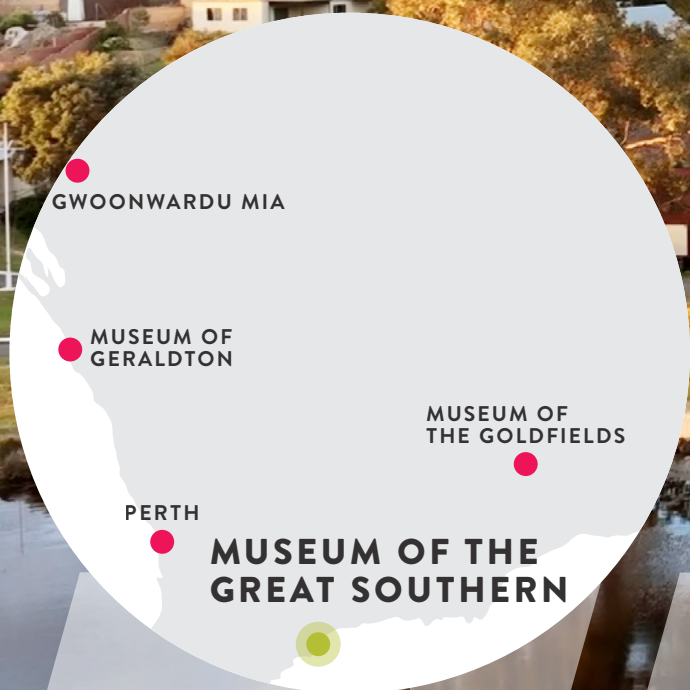 GWOONWARDU MIA
MUSEUM OF
GERALDTON
MUSEUM OF
THE GOLDFIELDS
PERTH
MUSEUM OF THE
GREAT SOUTHERN